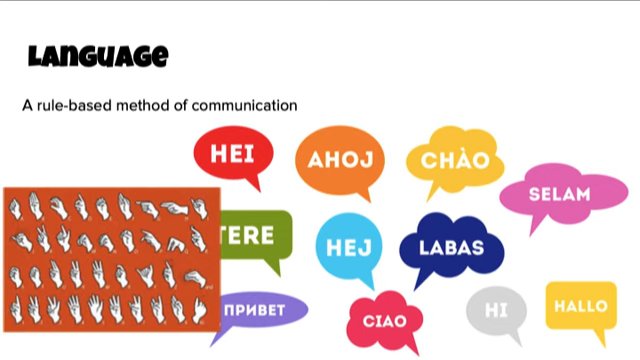 Language
A rule-based method of communication
HEI
AHOJ
CHÀO
SELAM
TERE
HEJ
LABAS
ПРИВЕТ
CIAO
HI
HALLO